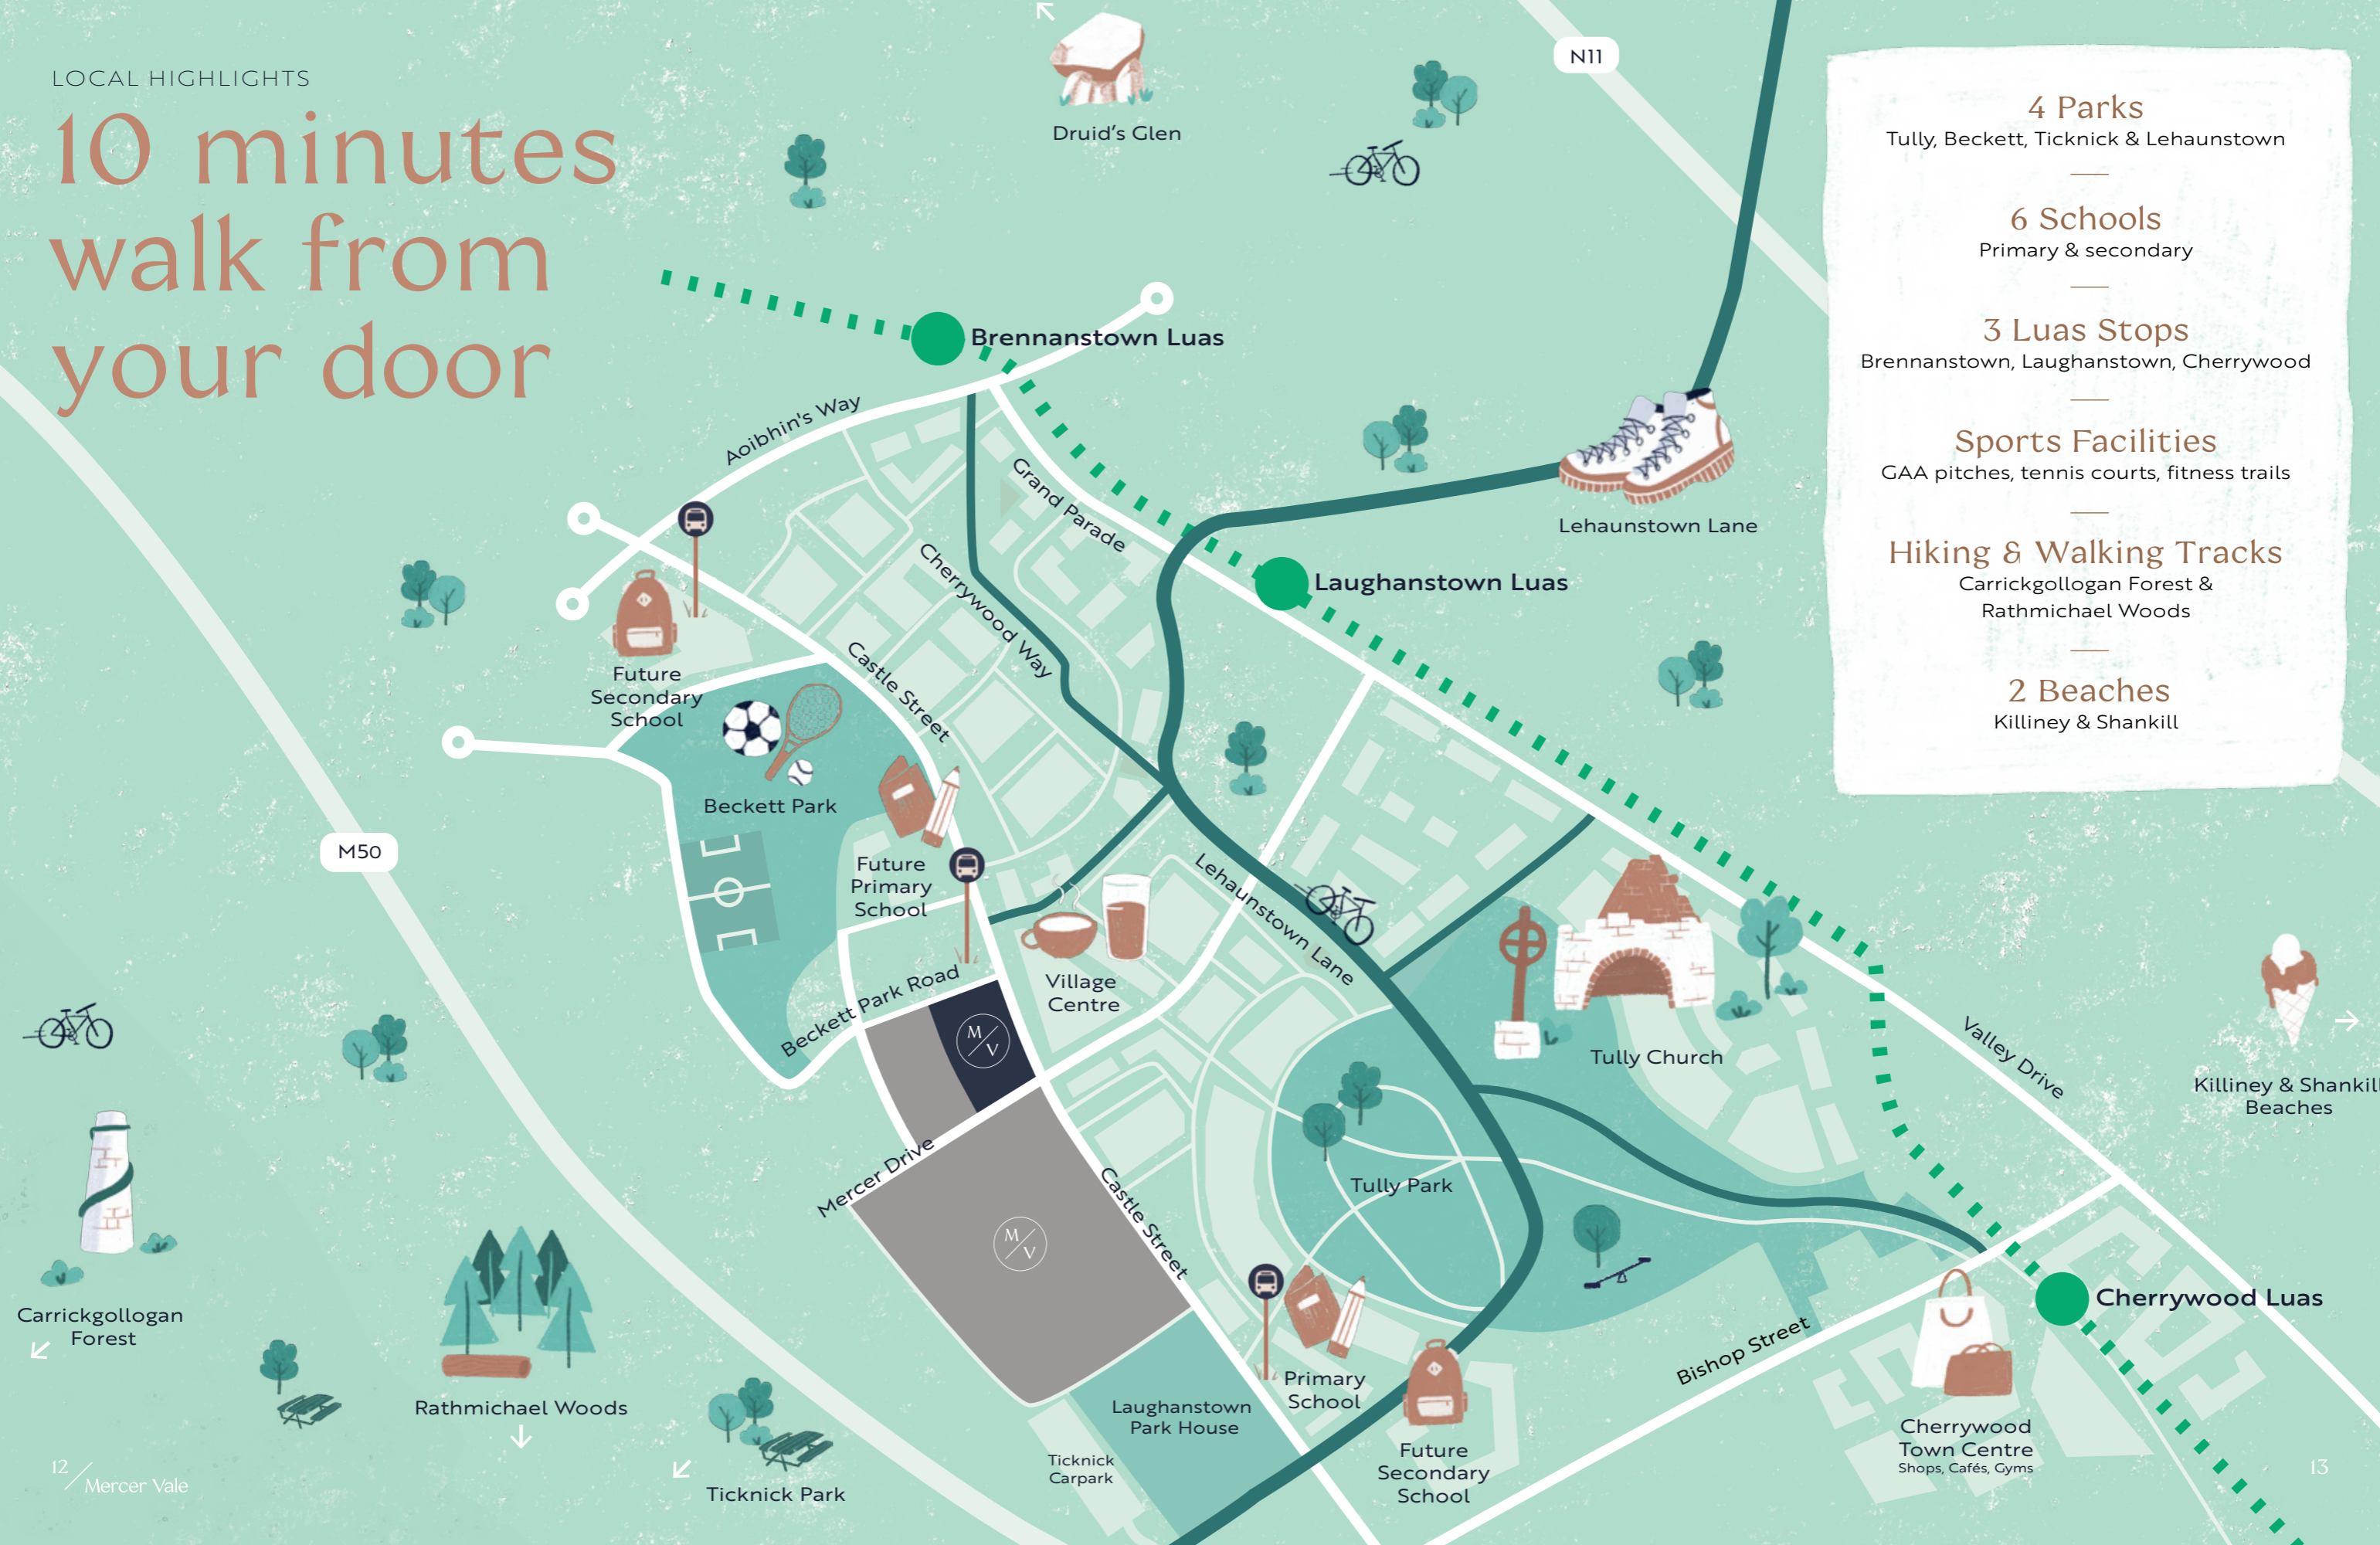 LOCAL HIGHLIGHTS
10 minutes
walk from
your door
Druid's Glen
N11
4 Parks
Tully, Beckett, Ticknick & Lehaunstown
6 Schools
Primary & secondary
3 Luas Stops
Brennanstown, Laughanstown, Cherrywood
Sports Facilities
GAA pitches, tennis courts, fitness trails
Hiking & Walking Tracks
Carrickgollogan Forest &
Rathmichael Woods
2 Beaches
Killiney & Shankill
Brennanstown Luas
Aoibhin's Way
Grand Parade
Lehaunstown Lane
Laughanstown Luas
Cherrywood Way
Castle Street
Future
Secondary
School
Beckett Park
M50
Future
Primary
School
Lehaunstown Lane
Village
Centre
Beckett Park Road
M V
Tully Church
Valley Drive
Killiney & Shankill
Beaches
Mercer Drive
Castle Street
Tully Park
M V
Carrickgollogan
Forest
Cherrywood Luas
Bishop Street
Rathmichael Woods
Primary
School
Laughanstown
Park House
Cherrywood
Town Centre
Shops, Cafés, Gyms
Future
Secondary
School
Ticknick
Carpark
Ticknick Park
12
Mercer Vale
13